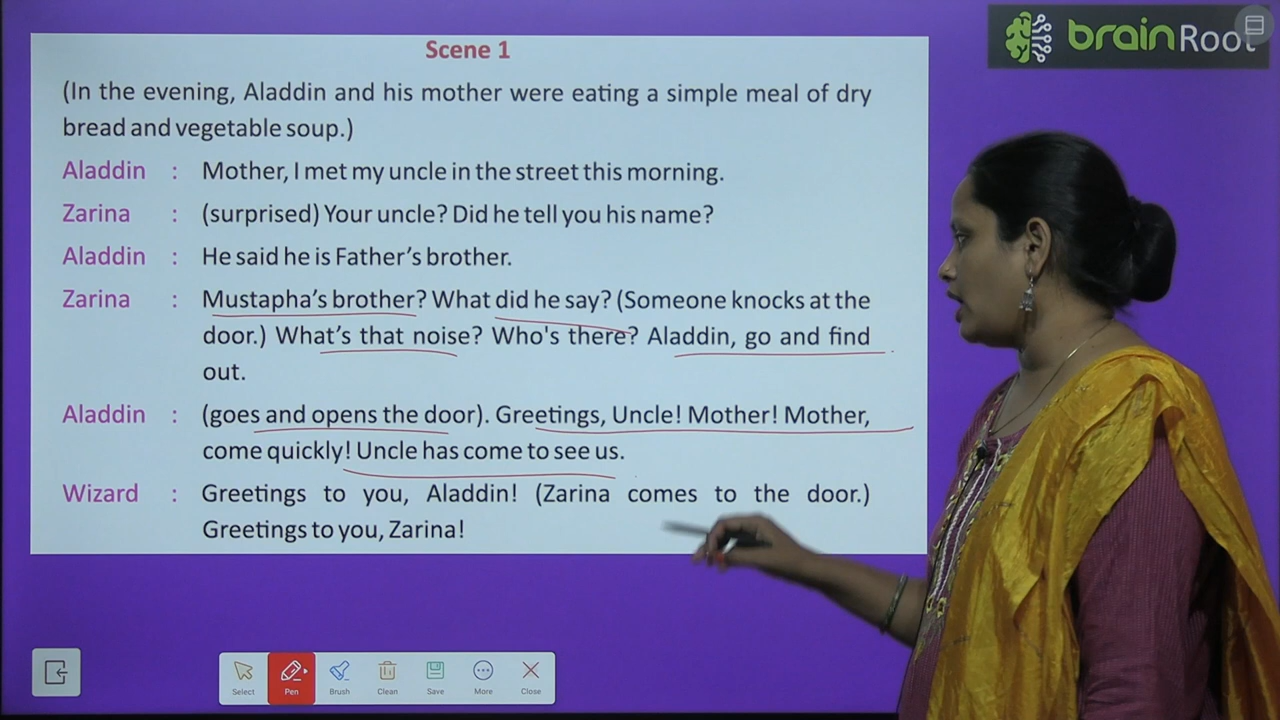 brainRoot
Scene 1
(In the evening, Aladdin and his mother were eating a simple meal of dry
bread and vegetable soup.)
Aladdin : Mother, I met my uncle in the street this morning.
Zarina : (surprised) Your uncle? Did he tell you his name?
Aladdin : He said he is Father's brother.
Zarina : Mustapha's brother? What did he say? (Someone knocks at the
door.) What's that noise? Who's there? Aladdin, go and find
out.
Aladdin : (goes and opens the door). Greetings, Uncle! Mother! Mother,
come quickly! Uncle has come to see us.
Wizard : Greetings to you, Aladdin! (Zarina comes to the door.)
Greetings to you, Zarina!
Select Pen Brush Clean Save More Close